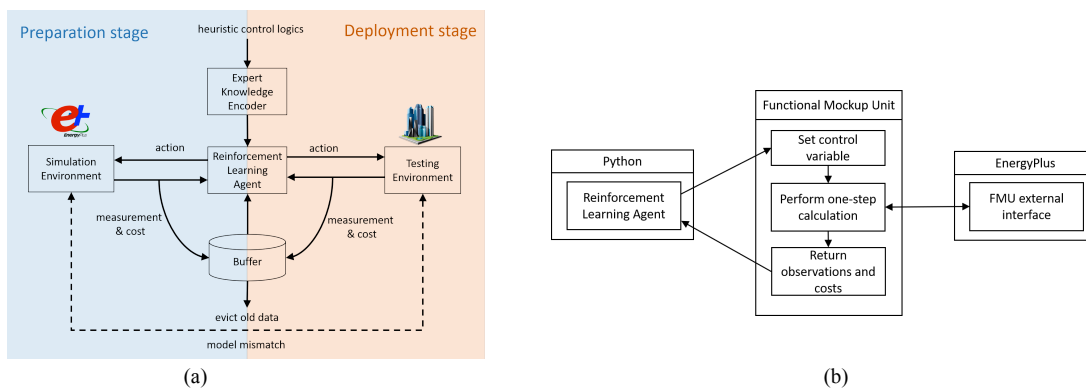 Preparation stage
Deployment stage
heuristic control logics
Expert
Knowledge
Encoder
e+
EnergyPlus
action
action
Simulation
Environment
Reinforcement
Learning
Agent
Testing
Environment
measurement
& cost
measurement
& cost
Buffer
evict old data
model mismatch
(a)
Functional Mockup Unit
Set control
variable
Python
Reinforcement
Learning Agent
Perform one-step
calculation
EnergyPlus
FMU external
interface
Return
observations and
costs
(b)